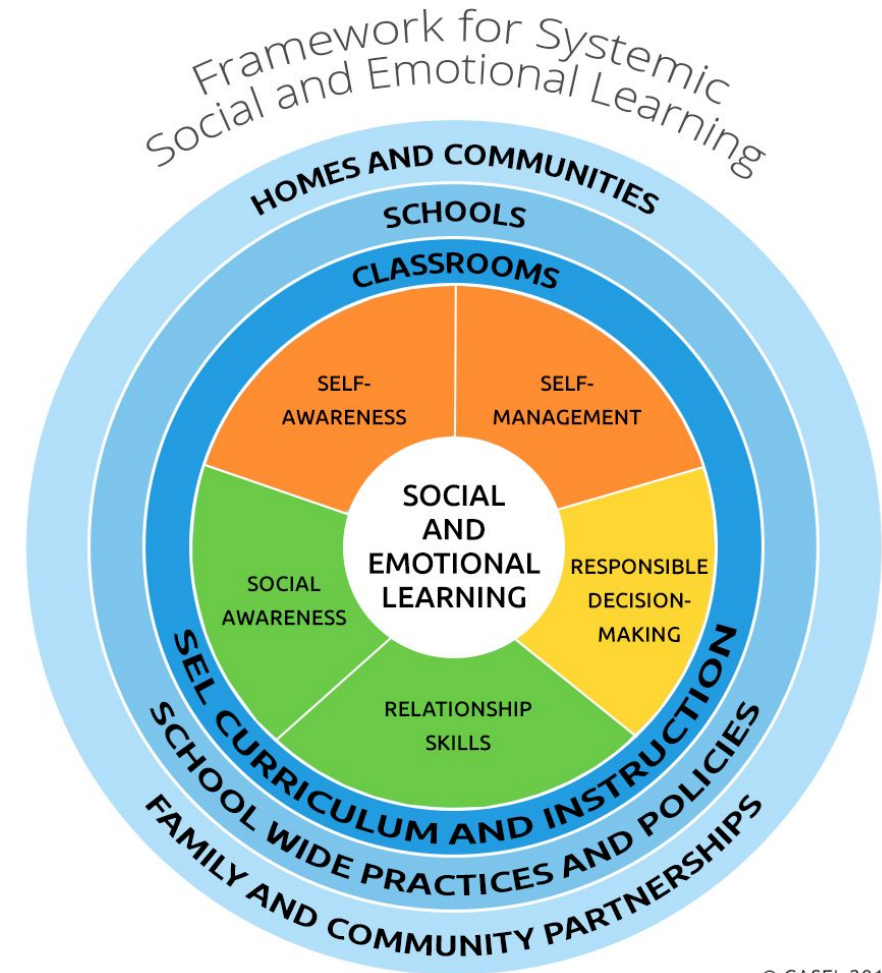 Framework for Systemic
Social and Emotional Learning
HOMES AND COMMUNITIES
SCHOOLS
CLASSROOMS
SELF-
AWARENESS
SELF-
MANAGEMENT
SOCIAL
AND
EMOTIONAL
LEARNING
SOCIAL
AWARENESS
RESPONSIBLE
DECISION-
MAKING
RELATIONSHIP
SKILLS
SEL CURRICULUM AND INSTRUCTION
SCHOOL WIDE PRACTICES AND POLICIES
FAMILY AND COMMUNITY PARTNERSHIPS